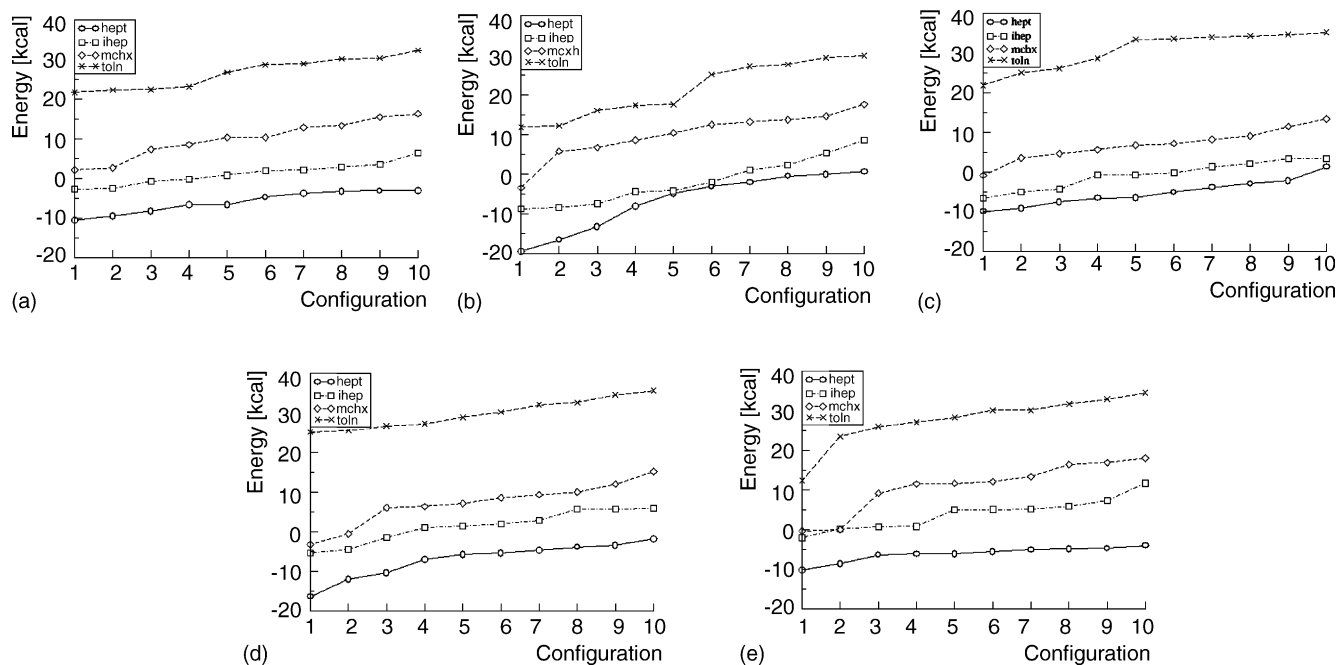 Energy [kcal]
40
30
20
10
0
-10
-20
hept
ihep
mchx
toln
1 2 3 4 5 6 7 8 9 10
Configuration
(a)
Energy [kcal]
40
30
20
10
0
-10
-20
hept
ihep
mcxh
toln
1 2 3 4 5 6 7 8 9 10
Configuration
(b)
Energy [kcal]
40
30
20
10
0
-10
-20
hept
ihep
mchx
toln
1 2 3 4 5 6 7 8 9 10
Configuration
(c)
Energy [kcal]
40
30
20
10
0
-10
-20
hept
ihep
mchx
toln
1 2 3 4 5 6 7 8 9 10
Configuration
(d)
Energy [kcal]
40
30
20
10
0
-10
-20
hept
ihep
mchx
toln
1 2 3 4 5 6 7 8 9 10
Configuration
(e)